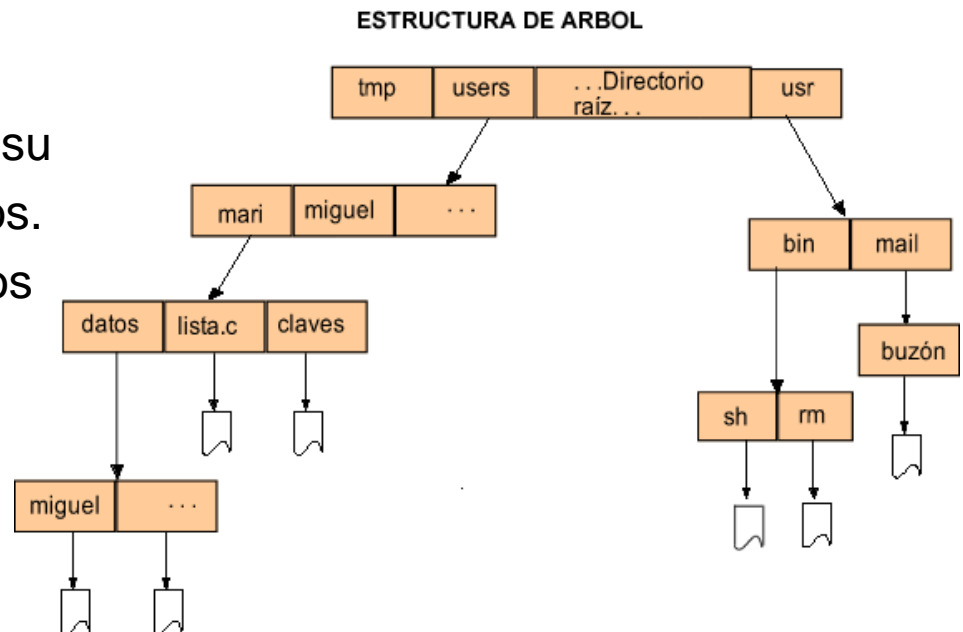 ESTRUCTURA DE ARBOL
tmp
users
. . .Directorio
raíz. . .
usr
su
os.
os
mari
miguel
. . .
bin
mail
datos
lista.c
claves
buzón
sh
rm
miguel
. . .